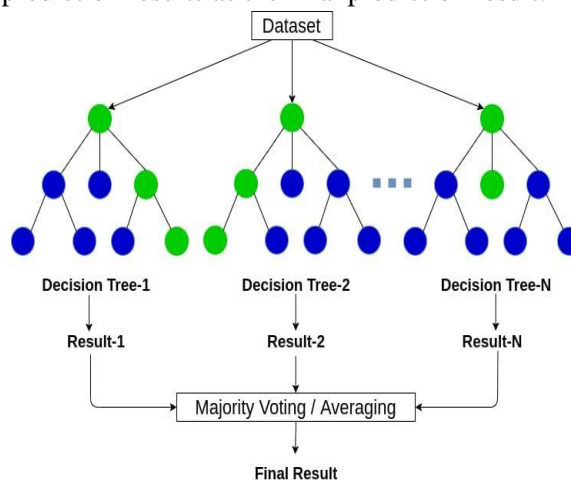 Dataset
Decision Tree-1 Decision Tree-2 Decision Tree-N
Result-1 Result-2 Result-N
Majority Voting / Averaging
Final Result